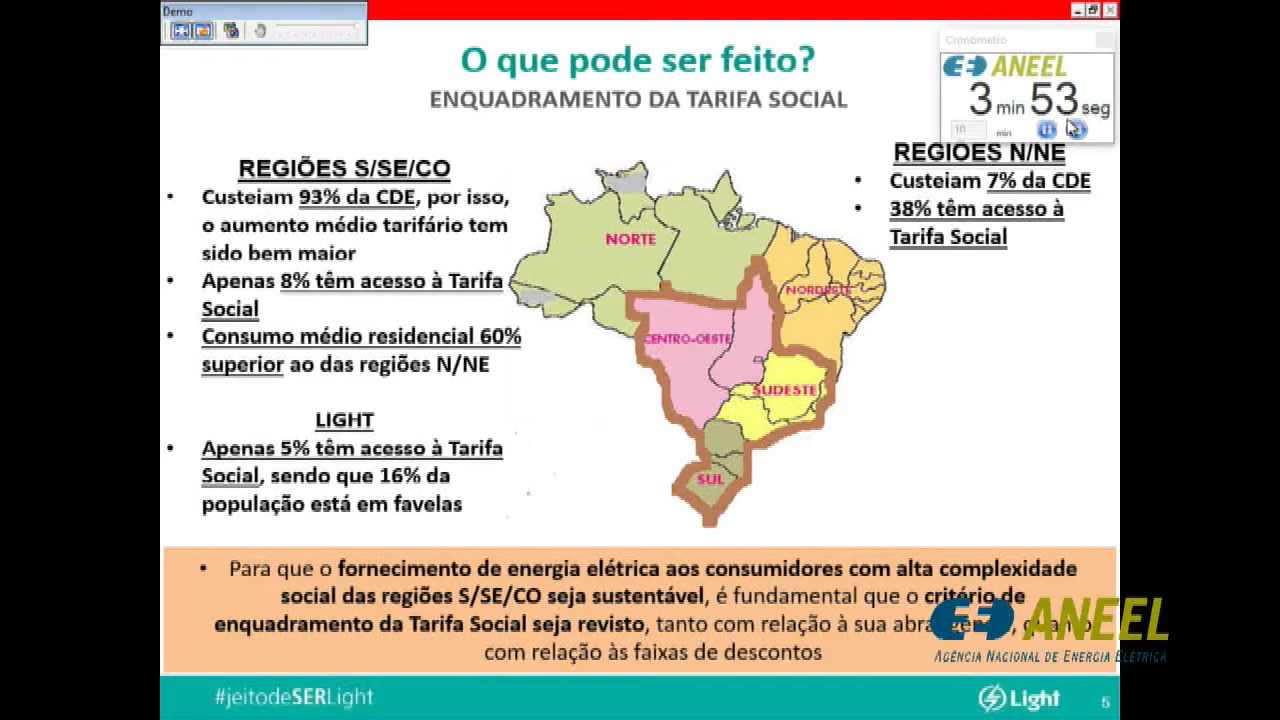 Demo
O que pode ser feito?
ENQUADRAMENTO DA TARIFA SOCIAL
Cronômetro
ANEEL
3 min 53 seg
10 min
REGIÕES S/SE/CO
• Custeiam 93% da CDE, por isso,
o aumento médio tarifário tem
sido bem maior
• Apenas 8% têm acesso à Tarifa
Social
• Consumo médio residencial 60%
superior ao das regiões N/NE
LIGHT
• Apenas 5% têm acesso à Tarifa
Social, sendo que 16% da
população está em favelas
NORTE
NORDESTE
CENTRO-OESTE
SUDESTE
SUL
REGIÕES N/NE
• Custeiam 7% da CDE
• 38% têm acesso à
Tarifa Social
• Para que o fornecimento de energia elétrica aos consumidores com alta complexidade
social das regiões S/SE/CO seja sustentável, é fundamental que o critério de
enquadramento da Tarifa Social seja revisto, tanto com relação à sua
com relação às faixas de descontos
ANEEL
AGÊNCIA NACIONAL DE ENERGIA ELÉTRICA
#jeitodeSERLight
Light
5